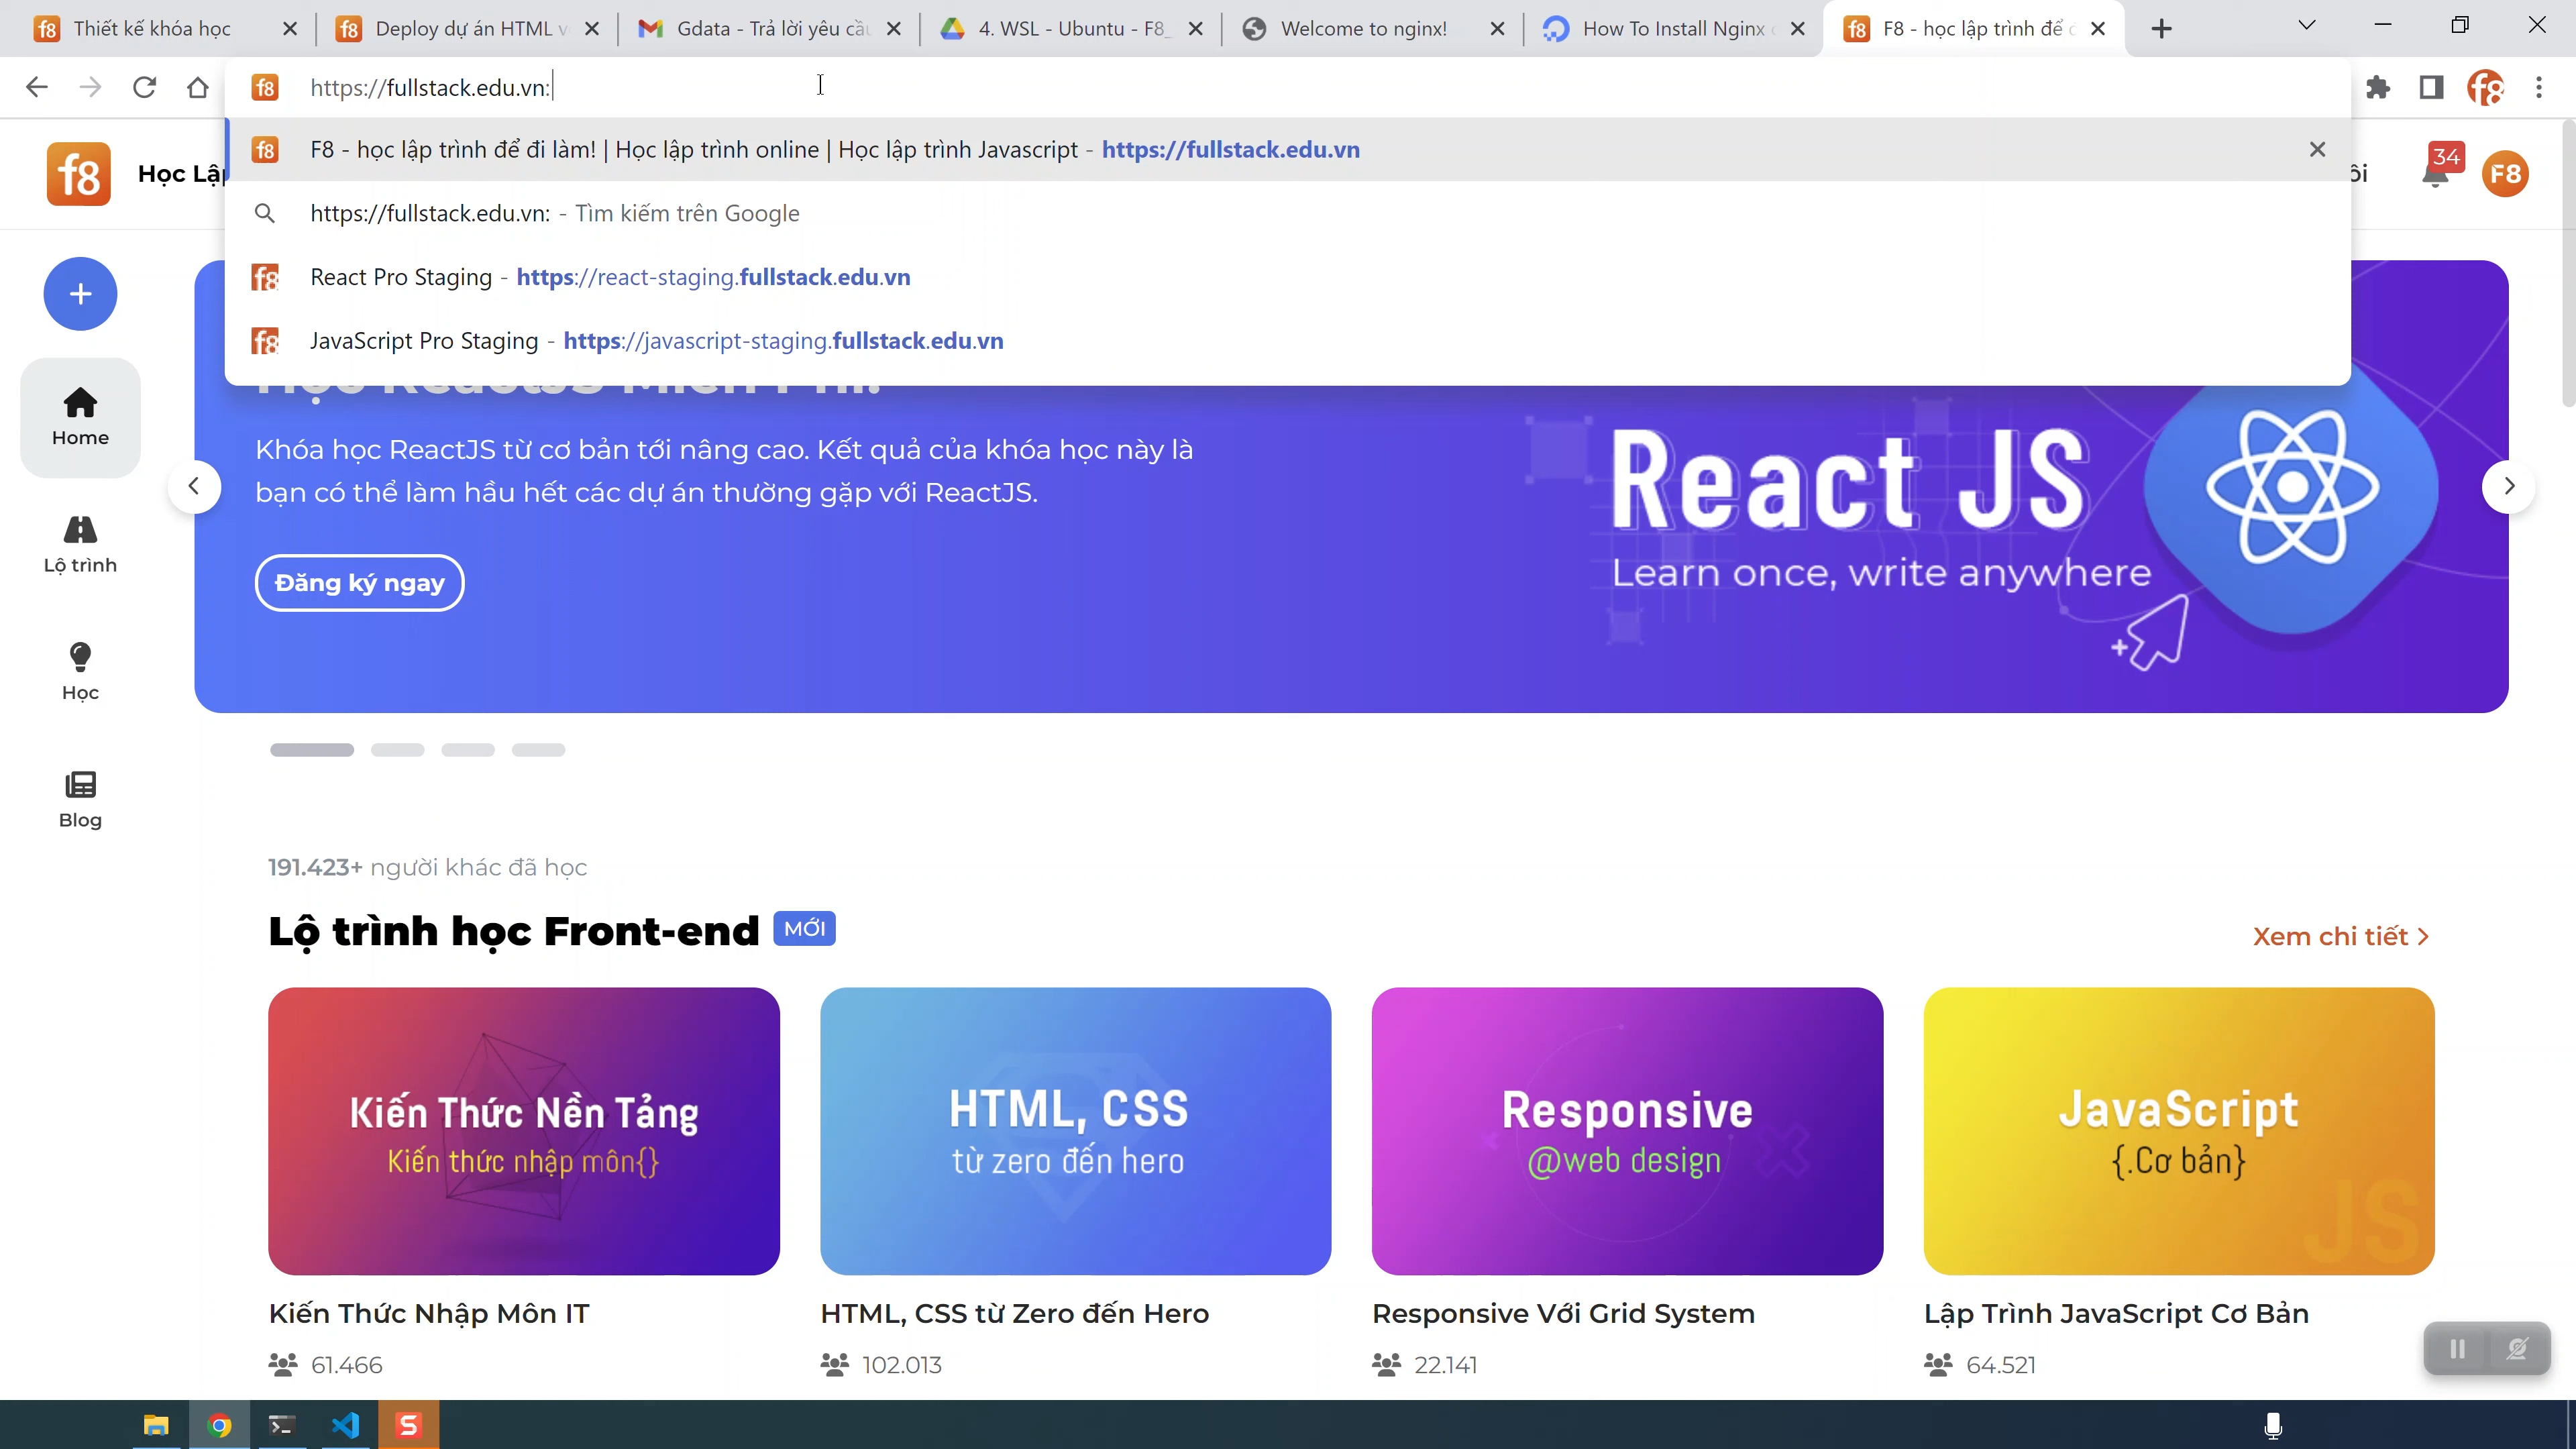 Thiết kế khóa học
Deploy dự án HTML
Gdata - Trả lời yêu
4. WSL - Ubuntu - F8_
Welcome to nginx!
How To Install Nginx
F8 - học lập trình để
https://fullstack.edu.vn:
F8 - học lập trình để đi làm! | Học lập trình online | Học lập trình Javascript - https://fullstack.edu.vn
https://fullstack.edu.vn: - Tìm kiếm trên Google
React Pro Staging - https://react-staging.fullstack.edu.vn
JavaScript Pro Staging - https://javascript-staging.fullstack.edu.vn
f8
Học
34
F8
Home
Lộ trình
Học
Blog
Học ReactJS Miễn Phí!
Khóa học ReactJS từ cơ bản tới nâng cao. Kết quả của khóa học này là
bạn có thể làm hầu hết các dự án thường gặp với ReactJS.
Đăng ký ngay
React JS
Learn once, write anywhere
191.423+ người khác đã học
Lộ trình học Front-end MỚI
Xem chi tiết
Kiến Thức Nền Tảng
Kiến thức nhập môn{}
HTML, CSS
từ zero đến hero
Responsive
@web design
JavaScript
{.Cơ bản}
JS
Kiến Thức Nhập Môn IT
HTML, CSS từ Zero đến Hero
Responsive Với Grid System
Lập Trình JavaScript Cơ Bản
61.466
102.013
22.141
64.521